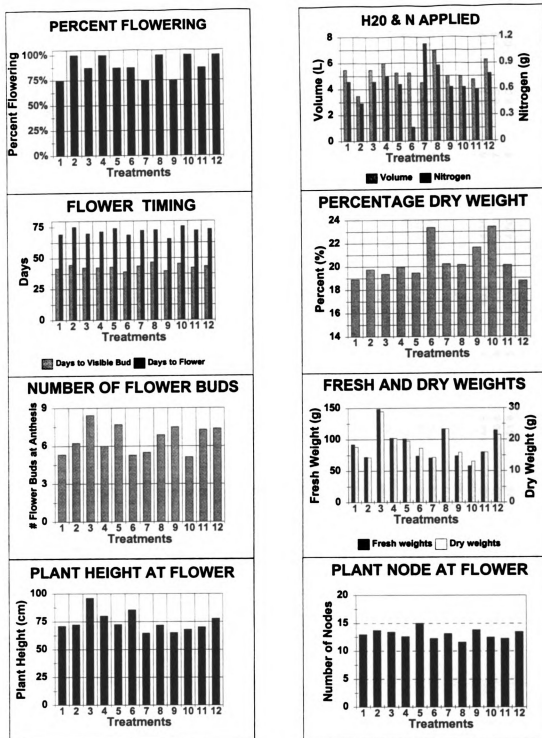 PERCENT FLOWERING
Percent Flowering
100%
75%
50%
25%
0%
1 2 3 4 5 6 7 8 9 10 11 12
Treatments
H20 & N APPLIED
Volume (L)
8
6
4
2
0
Nitrogen (g)
1.2
0.9
0.6
0.3
0
1 2 3 4 5 6 7 8 9 10 11 12
Treatments
Volume Nitrogen
FLOWER TIMING
Days
75
50
25
0
1 2 3 4 5 6 7 8 9 10 11 12
Treatments
Days to Visible Bud Days to Flower
PERCENTAGE DRY WEIGHT
Percent (%)
24
22
20
18
16
14
1 2 3 4 5 6 7 8 9 10 11 12
Treatments
NUMBER OF FLOWER BUDS
# Flower Buds at Anthesis
9
6
3
0
1 2 3 4 5 6 7 8 9 10 11 12
Treatments
FRESH AND DRY WEIGHTS
Fresh Weight (g)
150
100
50
0
Dry Weight (g)
30
20
10
0
1 2 3 4 5 6 7 8 9 10 11 12
Treatments
Fresh weights Dry weights
PLANT HEIGHT AT FLOWER
Plant Height (cm)
100
75
50
25
0
1 2 3 4 5 6 7 8 9 10 11 12
Treatments
PLANT NODE AT FLOWER
Number of Nodes
20
15
10
5
0
1 2 3 4 5 6 7 8 9 10 11 12
Treatments